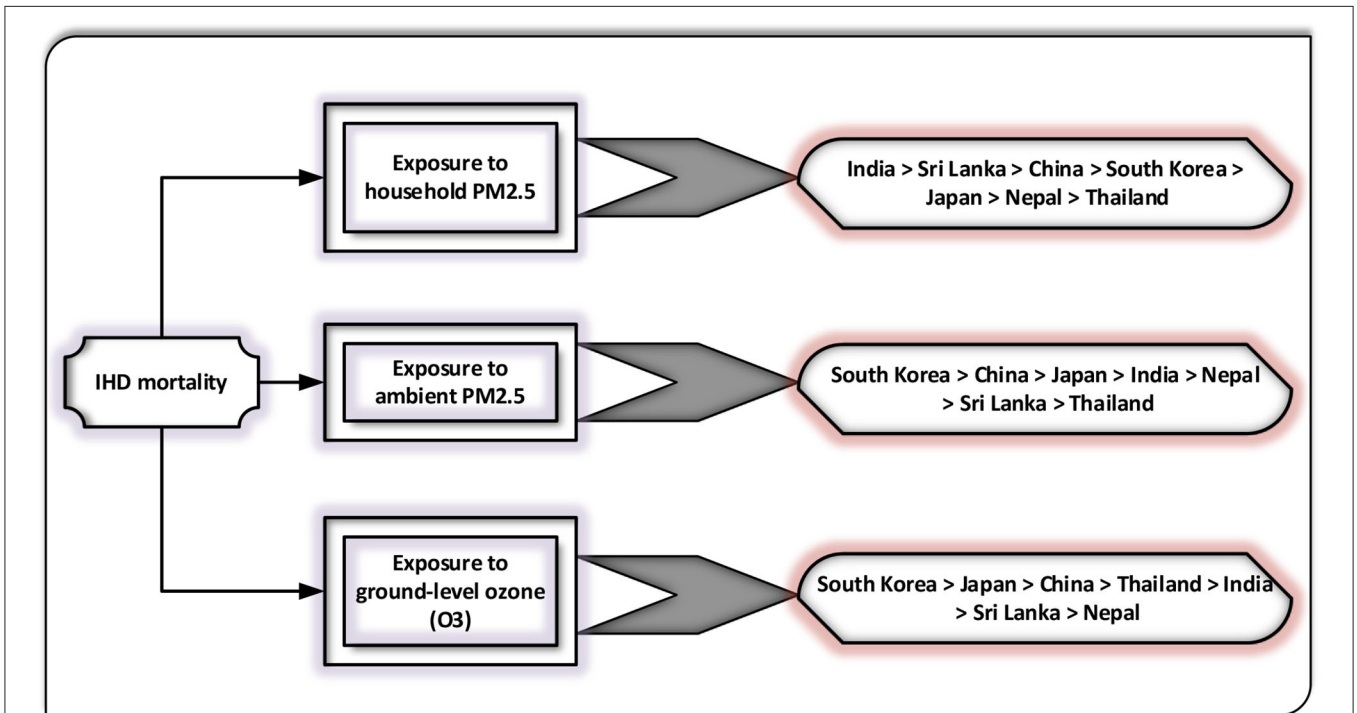 Exposure to
household PM2.5
India > Sri Lanka > China > South Korea >
Japan > Nepal > Thailand
IHD mortality
Exposure to
ambient PM2.5
South Korea > China > Japan > India > Nepal
> Sri Lanka > Thailand
Exposure to
ground-level ozone
(O3)
South Korea > Japan > China > Thailand > India
> Sri Lanka > Nepal